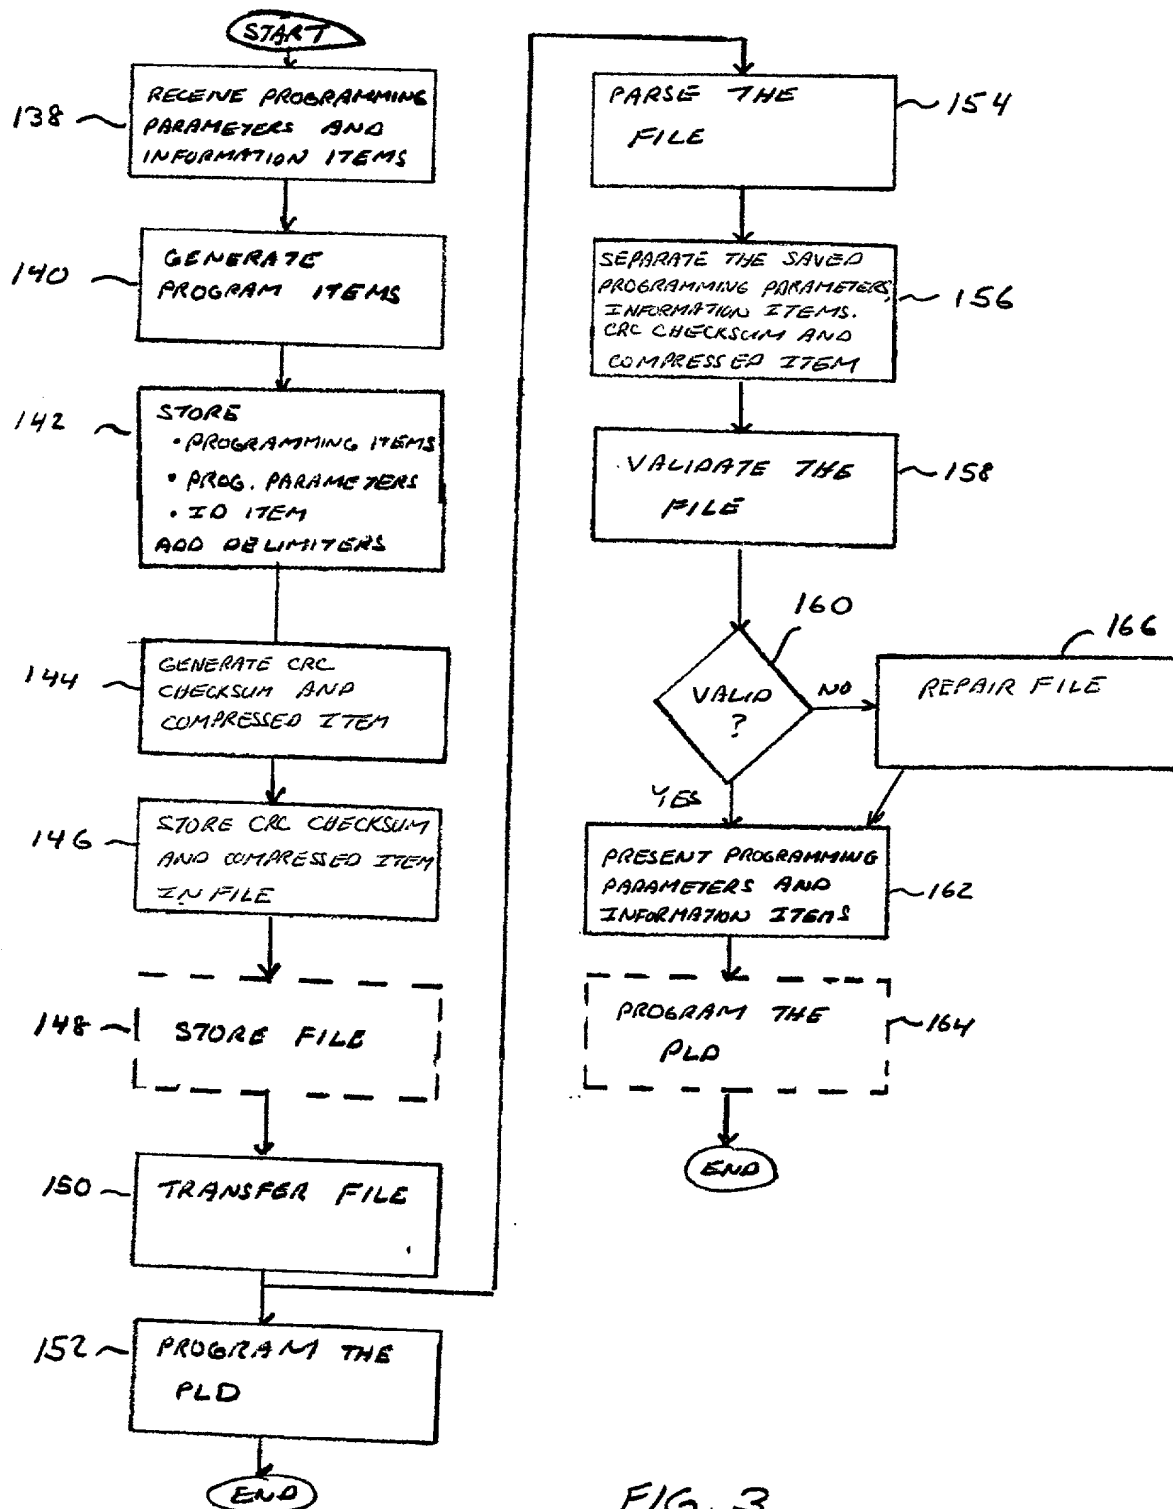 START
138
RECEIVE PROGRAMMING
PARAMETERS AND
INFORMATION ITEMS
140
GENERATE
PROGRAM ITEMS
142
STORE
• PROGRAMMING ITEMS
• PROG. PARAMETERS
• ID ITEM
ADD DELIMITERS
144
GENERATE CRC
CHECKSUM AND
COMPRESSED ITEM
146
STORE CRC CHECKSUM
AND COMPRESSED ITEM
IN FILE
148
STORE FILE
150
TRANSFER FILE
152
PROGRAM THE
PLD
END
PARSE THE
FILE
154
SEPARATE THE SAVED
PROGRAMMING PARAMETERS,
INFORMATION ITEMS.
CRC CHECKSUM AND
COMPRESSED ITEM
156
VALIDATE THE
FILE
158
160
VALID
?
NO
166
REPAIR FILE
YES
PRESENT PROGRAMMING
PARAMETERS AND
INFORMATION ITEMS
162
PROGRAM THE
PLD
164
END
FIG. 3